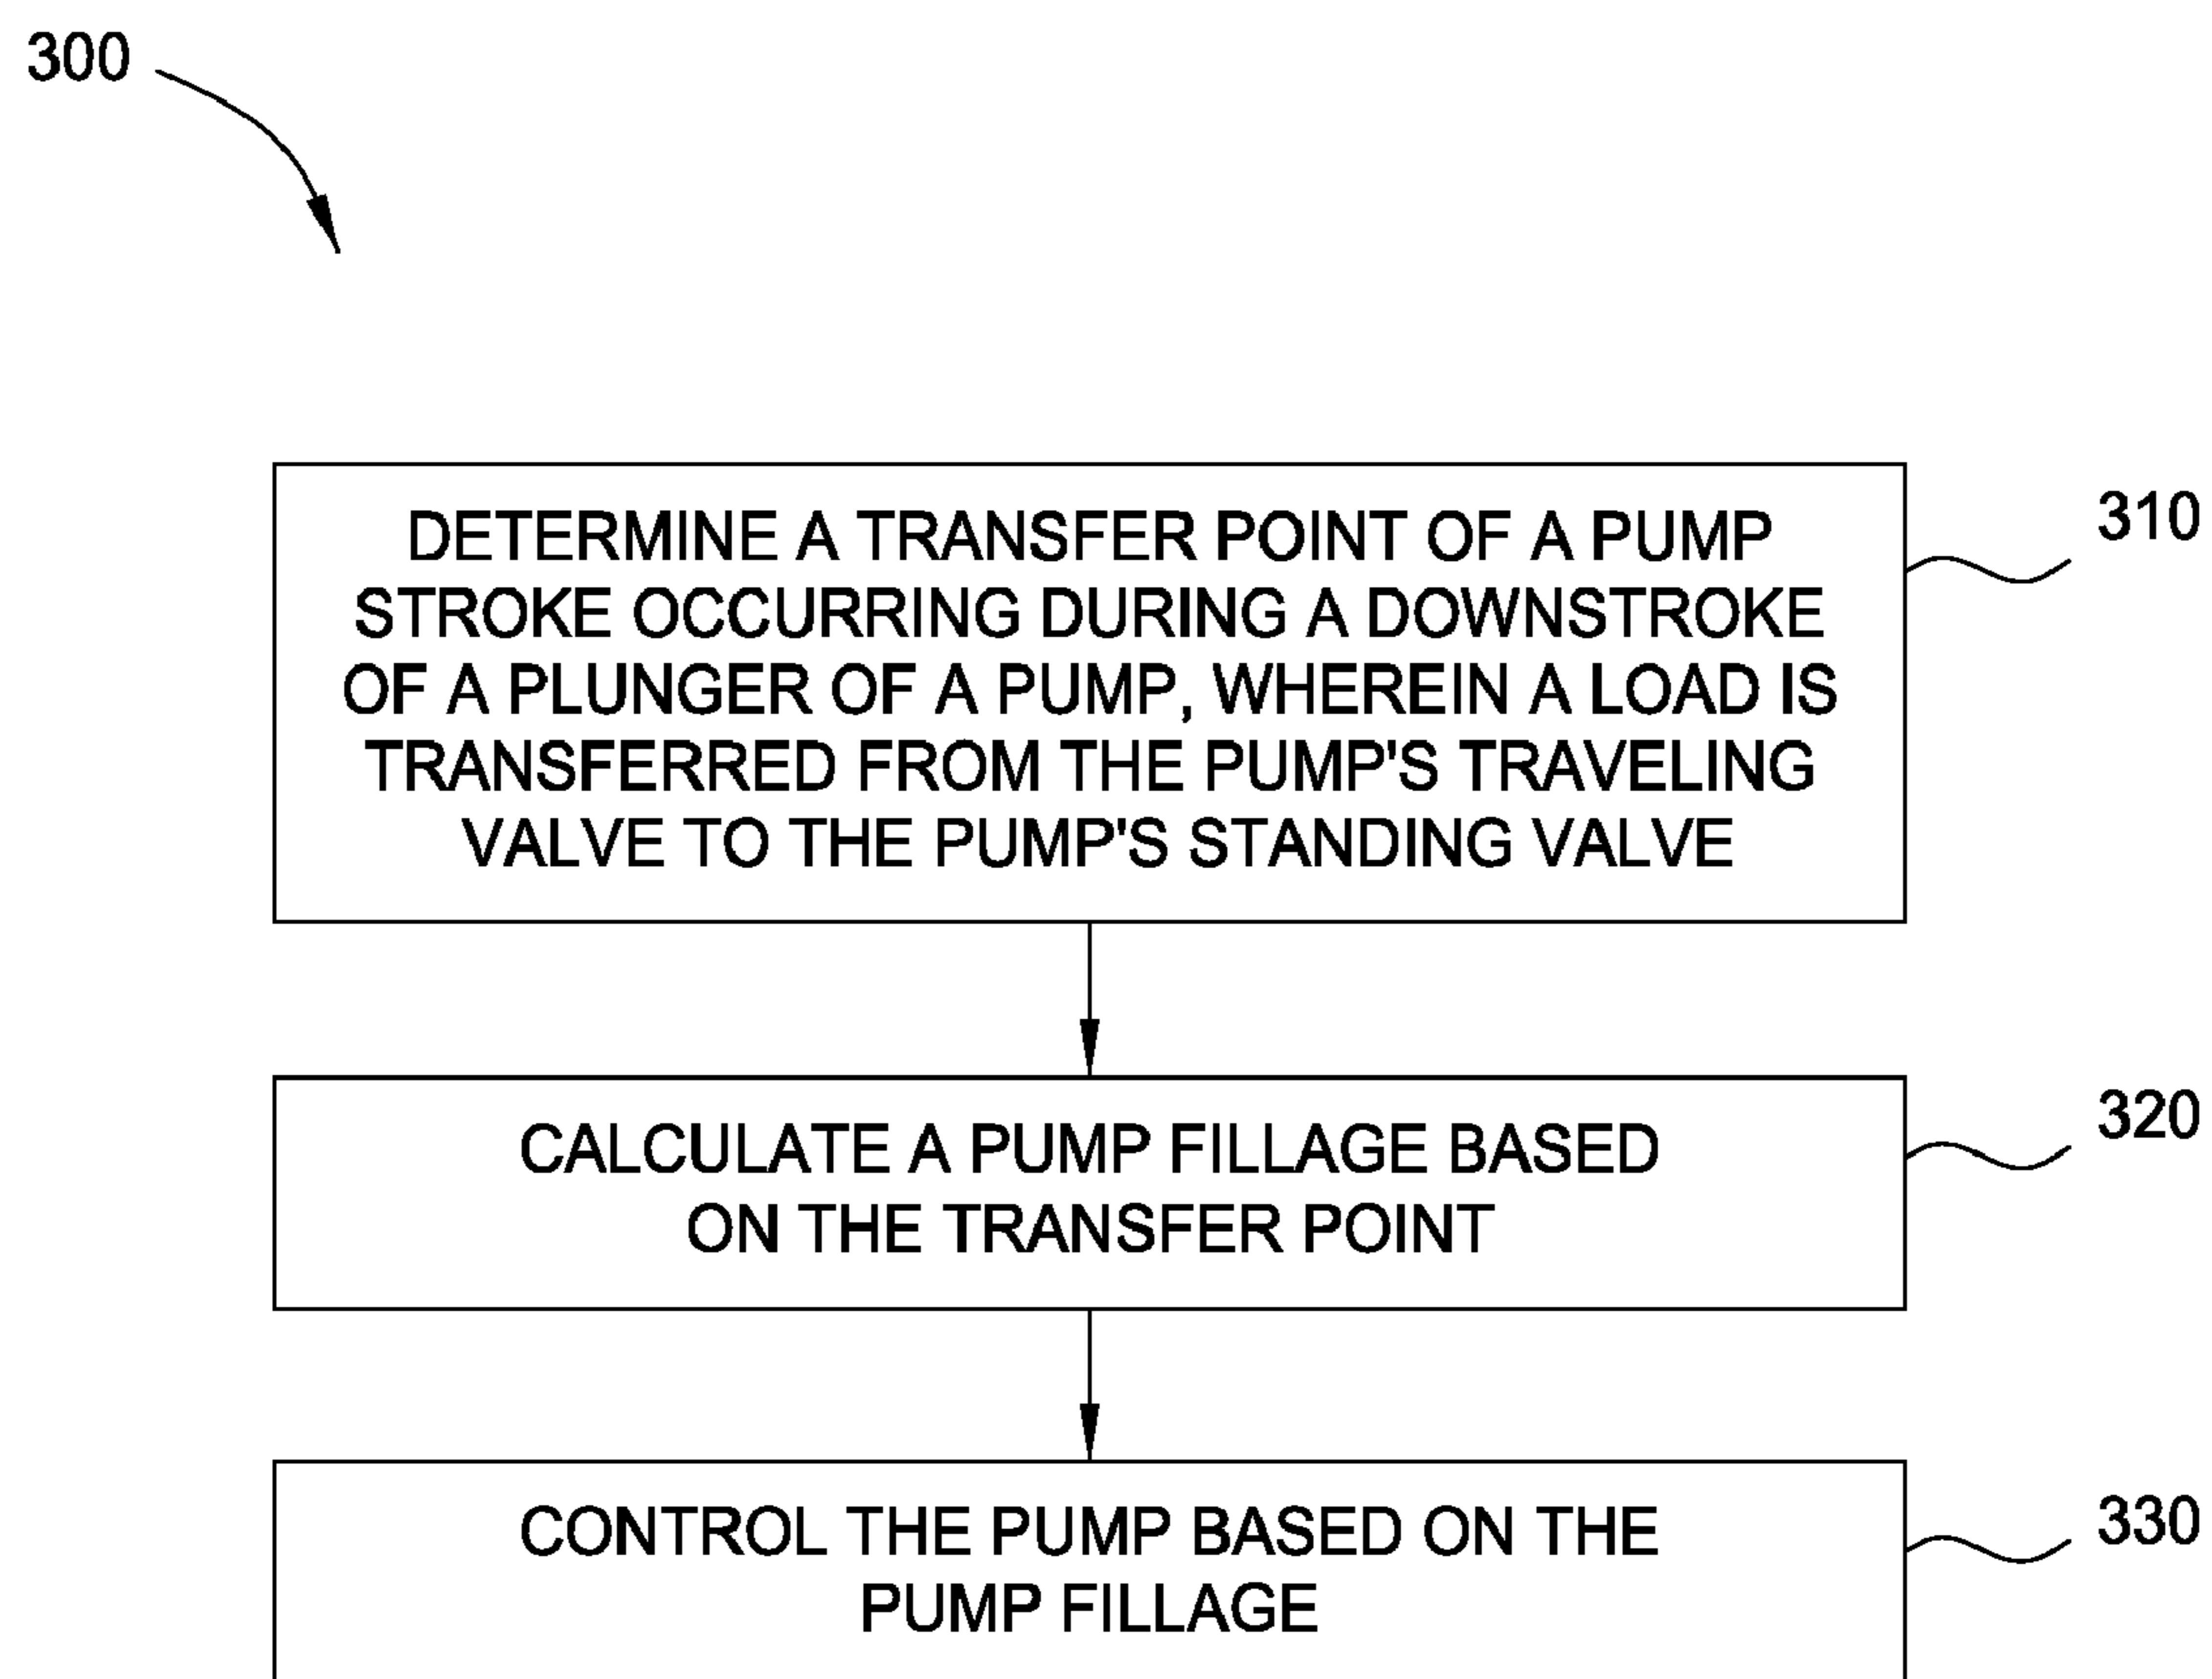 300
DETERMINE A TRANSFER POINT OF A PUMP
STROKE OCCURRING DURING A DOWNSTROKE
OF A PLUNGER OF A PUMP, WHEREIN A LOAD IS
TRANSFERRED FROM THE PUMP'S TRAVELING
VALVE TO THE PUMP'S STANDING VALVE
310
CALCULATE A PUMP FILLAGE BASED
ON THE TRANSFER POINT
320
CONTROL THE PUMP BASED ON THE
PUMP FILLAGE
330